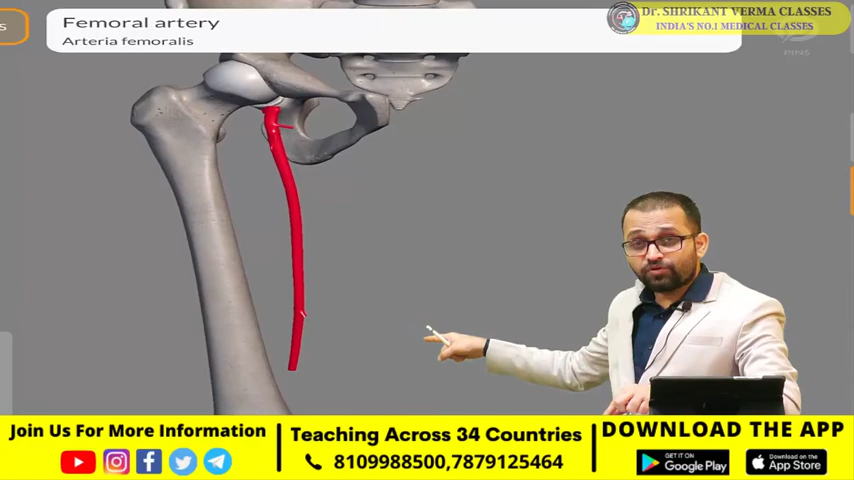 s
Femoral artery
Arteria femoralis
Dr. SHRIKANT VERMA CLASSES
INDIA'S NO.1 MEDICAL CLASSES
PINS
Join Us For More Information
Teaching Across 34 Countries
8109988500,7879125464
DOWNLOAD THE APP
GET IT ON
Google Play
Download on the
App Store